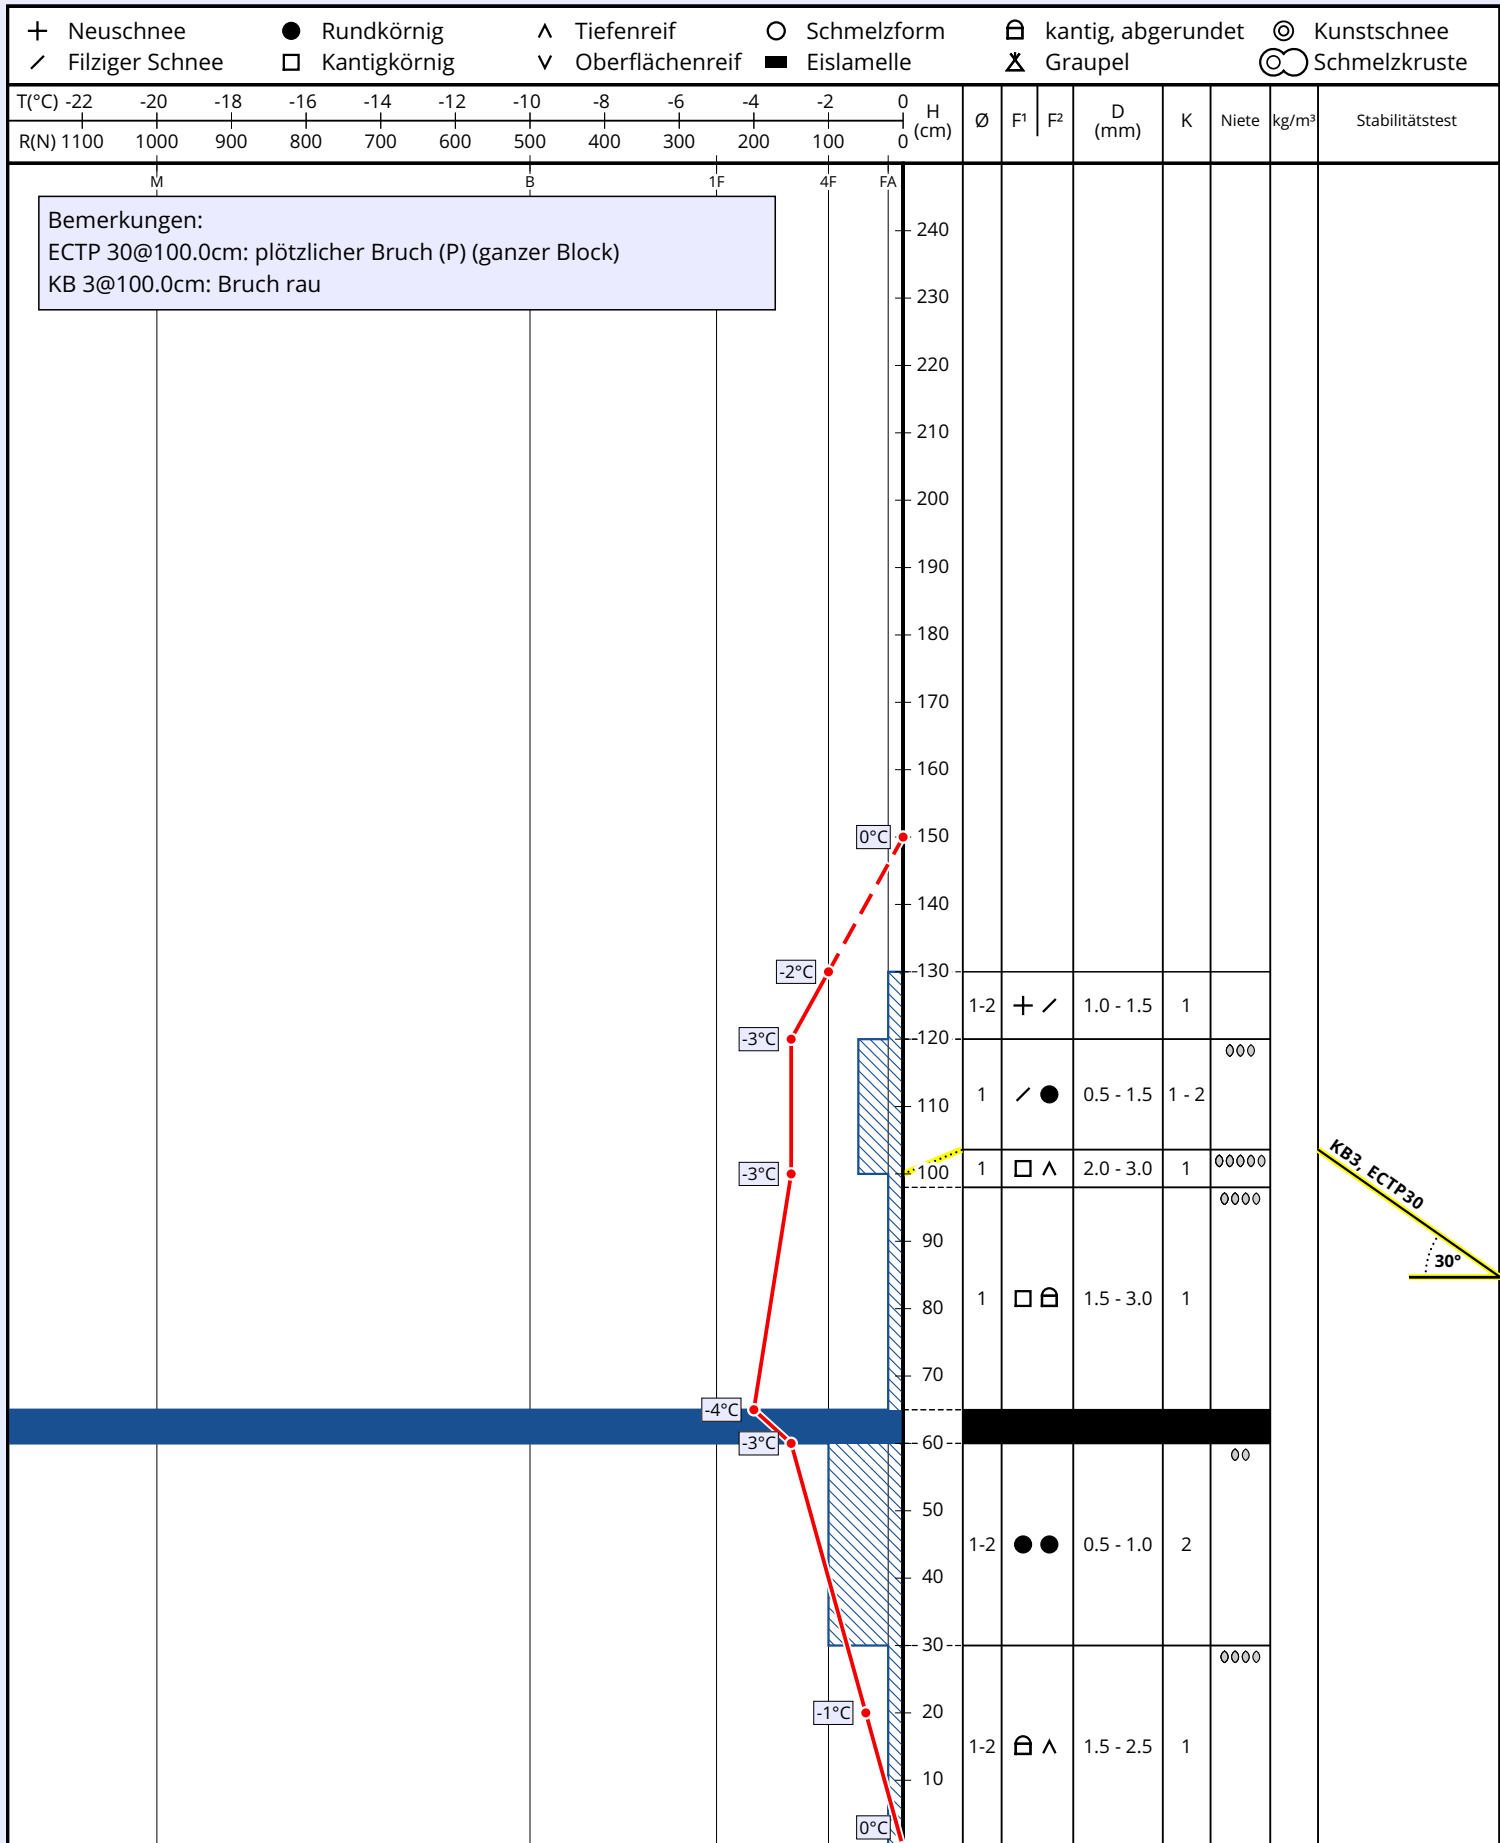 Neuschnee Rundkörnig Tiefenreif Schmelzform kantig, abgerundet Kunstschnee
Filziger Schnee Kantigkörnig Oberflächenreif Eislamelle Graupel Schmelzkruste
T(°C) -22 -20 -18 -16 -14 -12 -10 -8 -6 -4 -2 0
R(N) 1100 1000 900 800 700 600 500 400 300 200 100 0
H (cm) Ø F¹ F² D (mm) K Niete kg/m³ Stabilitätstest
M B 1F 4F FA
Bemerkungen:
ECTP 30@100.0cm: plötzlicher Bruch (P) (ganzer Block)
KB 3@100.0cm: Bruch rau
240
230
220
210
200
190
180
170
160
0°C 150
140
-2°C 130
1-2 1.0 - 1.5 1
-3°C 120
1 0.5 - 1.5 1 - 2
110
KB3, ECTP30
-3°C 100 1 2.0 - 3.0 1
90
30°
1 1.5 - 3.0 1
80
70
-4°C
-3°C 60
50
1-2 0.5 - 1.0 2
40
30
-1°C 20
1-2 1.5 - 2.5 1
10
0°C